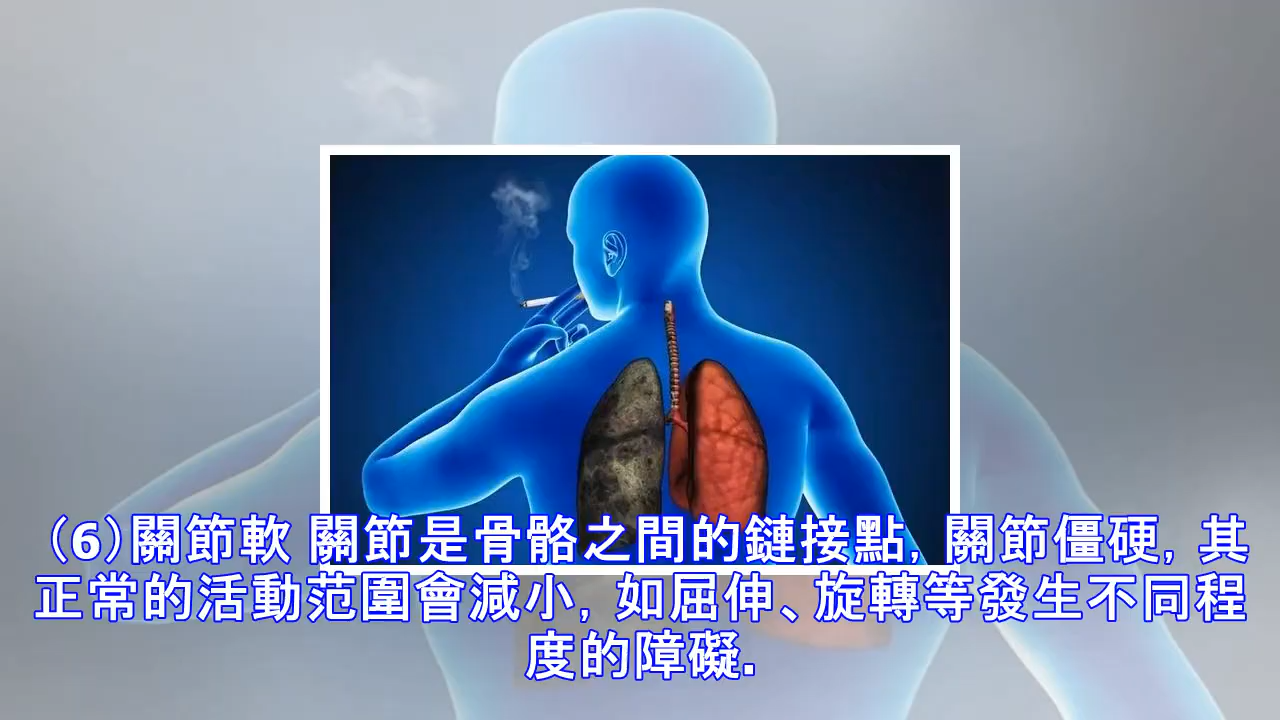 (6)關節軟 關節是骨骼之間的鏈接點, 關節僵硬, 其
正常的活動范圍會減小, 如屈伸、旋轉等發生不同程
度的障礙.